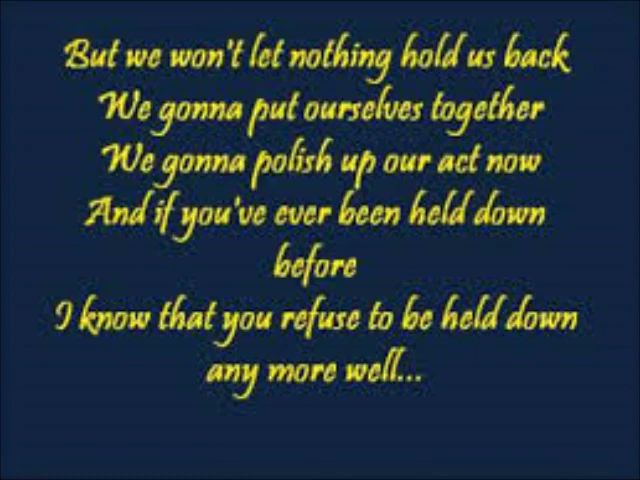 But we won't let nothing hold us back
We gonna put ourselves together
We gonna polish up our act now
And if you've ever been held down
before
I know that you refuse to be held down
any more well...